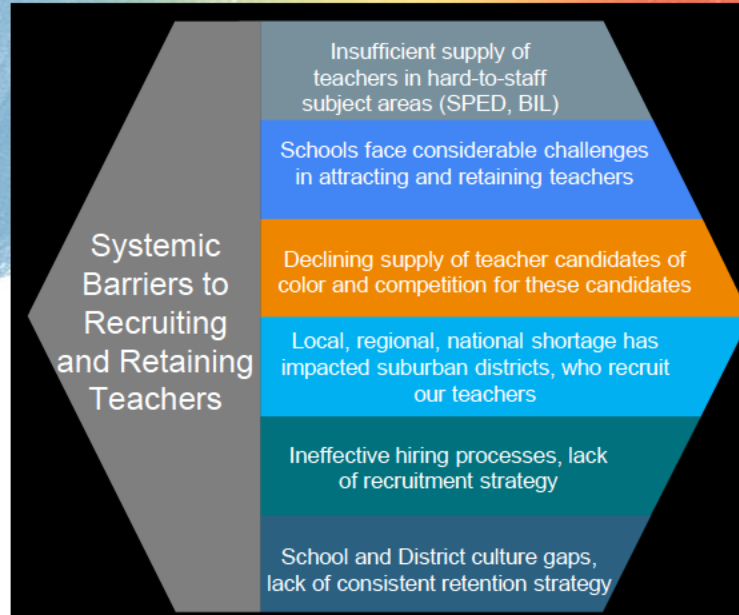 Systemic
Barriers to
Recruiting
and Retaining
Teachers
Insufficient supply of
teachers in hard-to-staff
subject areas (SPED, BIL)
Schools face considerable challenges
in attracting and retaining teachers
Declining supply of teacher candidates of
color and competition for these candidates
Local, regional, national shortage has
impacted suburban districts, who recruit
our teachers
Ineffective hiring processes, lack
of recruitment strategy
School and District culture gaps,
lack of consistent retention strategy